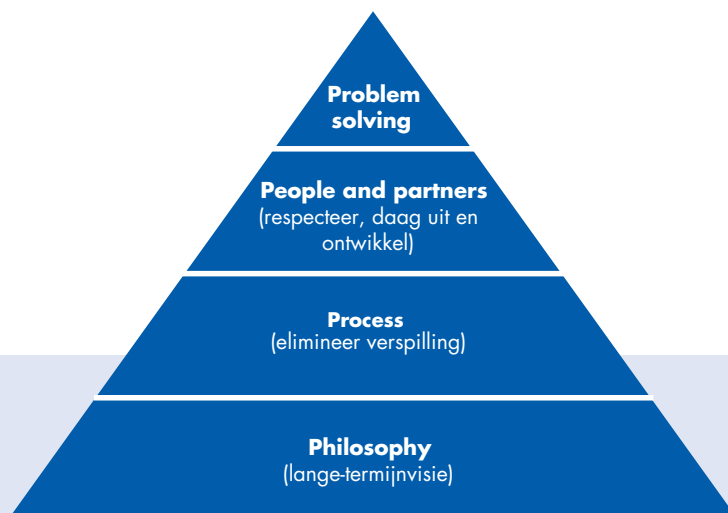 Problem
solving
People and partners
(respecteer, daag uit en
ontwikkel)
Process
(elimineer verspilling)
Philosophy
(lange-termijnvisie)